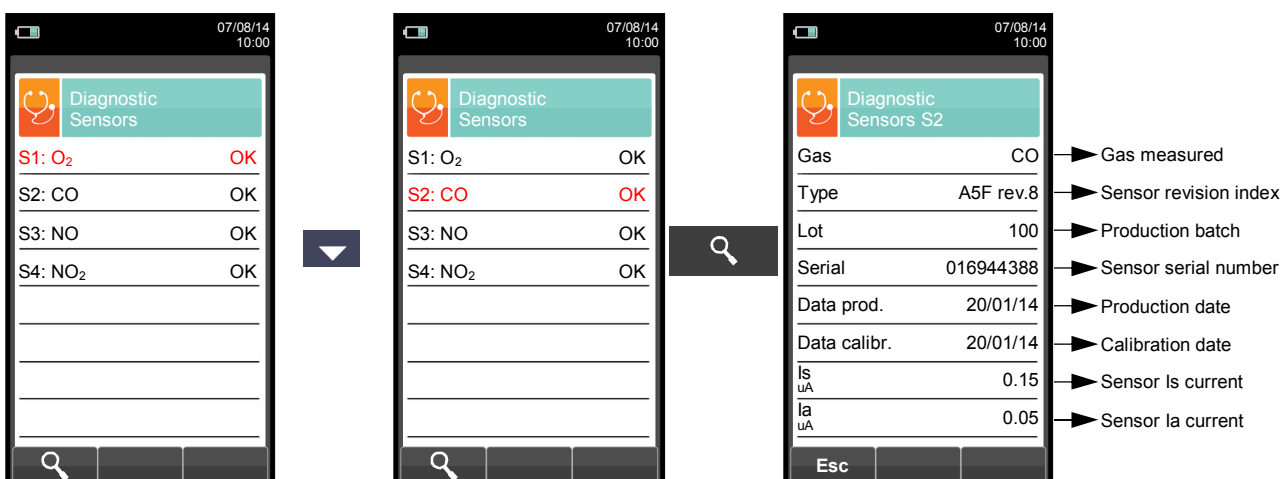 07/08/14
10:00
Diagnostic
Sensors
S1: O₂ OK
S2: CO OK
S3: NO OK
S4: NO₂ OK
07/08/14
10:00
Diagnostic
Sensors
S1: O₂ OK
S2: CO OK
S3: NO OK
S4: NO₂ OK
07/08/14
10:00
Diagnostic
Sensors S2
Gas CO Gas measured
Type A5F rev.8 Sensor revision index
Lot 100 Production batch
Serial 016944388 Sensor serial number
Data prod. 20/01/14 Production date
Data calibr. 20/01/14 Calibration date
Is
uA 0.15 Sensor Is current
Ia
uA 0.05 Sensor Ia current
Esc